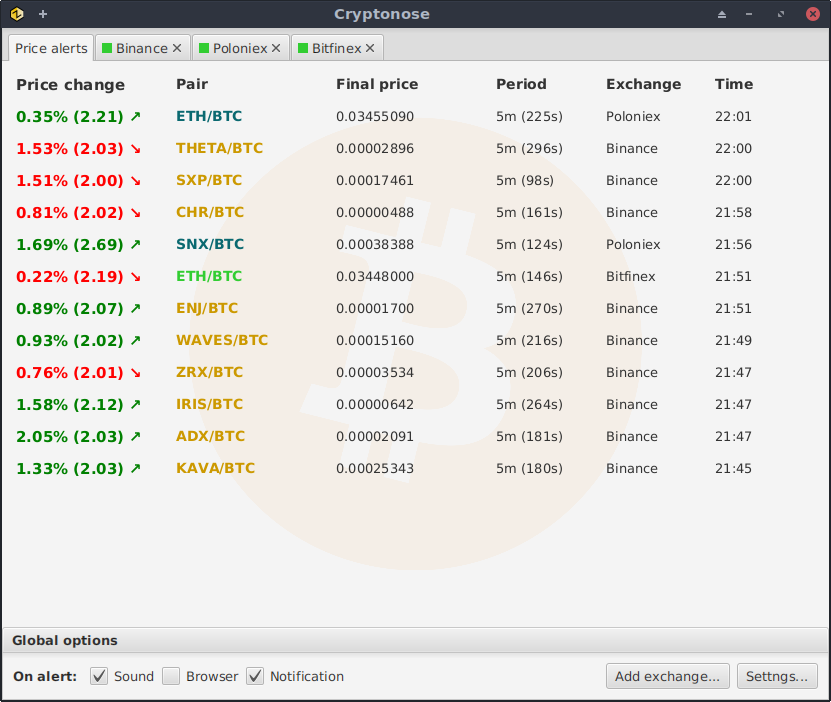 Cryptonose
Price alerts Binance Poloniex Bitfinex
Price change Pair Final price Period Exchange Time
0.35% (2.21) ↗ ETH/BTC 0.03455090 5m (225s) Poloniex 22:01
1.53% (2.03) ↘ THETA/BTC 0.00002896 5m (296s) Binance 22:00
1.51% (2.00) ↘ SXP/BTC 0.00017461 5m (98s) Binance 22:00
0.81% (2.02) ↘ CHR/BTC 0.00000488 5m (161s) Binance 21:58
1.69% (2.69) ↗ SNX/BTC 0.00038388 5m (124s) Poloniex 21:56
0.22% (2.19) ↘ ETH/BTC 0.03448000 5m (146s) Bitfinex 21:51
0.89% (2.07) ↗ ENJ/BTC 0.00001700 5m (270s) Binance 21:51
0.93% (2.02) ↗ WAVES/BTC 0.00015160 5m (216s) Binance 21:49
0.76% (2.01) ↘ ZRX/BTC 0.00003534 5m (206s) Binance 21:47
1.58% (2.12) ↗ IRIS/BTC 0.00000642 5m (264s) Binance 21:47
2.05% (2.03) ↗ ADX/BTC 0.00002091 5m (181s) Binance 21:47
1.33% (2.03) ↗ KAVA/BTC 0.00025343 5m (180s) Binance 21:45
Global options
On alert: Sound Browser Notification Add exchange... Settngs...